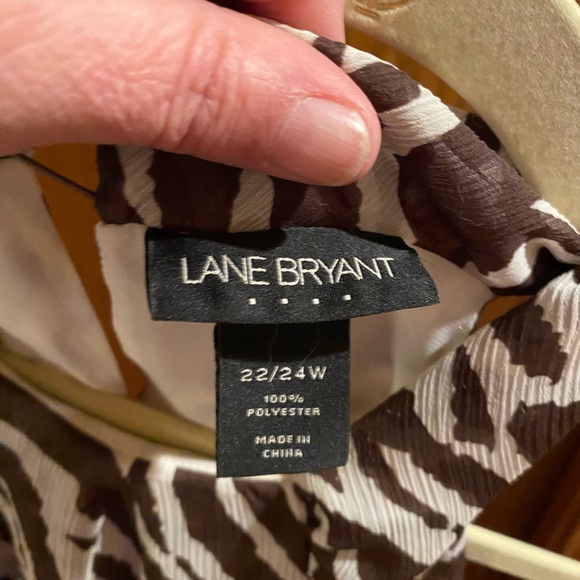 LANE BRYANT
22/24W
100%
POLYESTER
MADE IN
CHINA